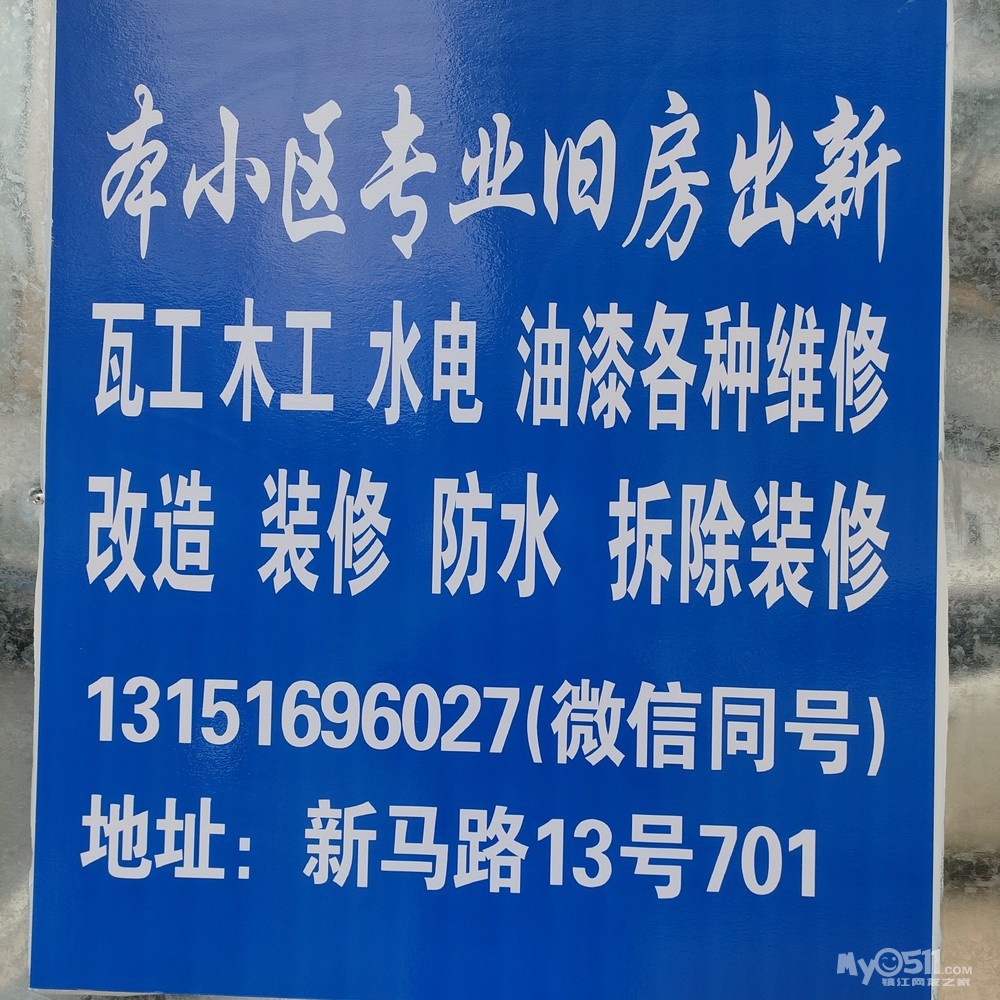 本小区专业旧房出新
瓦工 木工 水电 油漆各种维修
改造 装修 防水 拆除装修
13151696027(微信同号)
地址：新马路13号701
My0511.COM
镇江网友之家